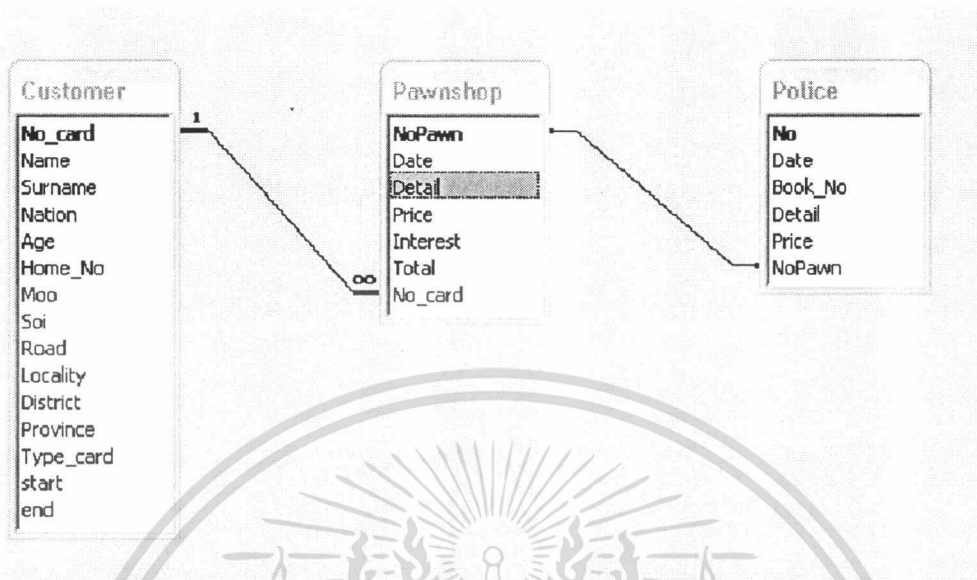 Customer
No_card
Name
Surname
Nation
Age
Home_No
Moo
Soi
Road
Locality
District
Province
Type_card
start
end
1
∞
Pawnshop
NoPawn
Date
Detail
Price
Interest
Total
No_card
Police
No
Date
Book_No
Detail
Price
NoPawn